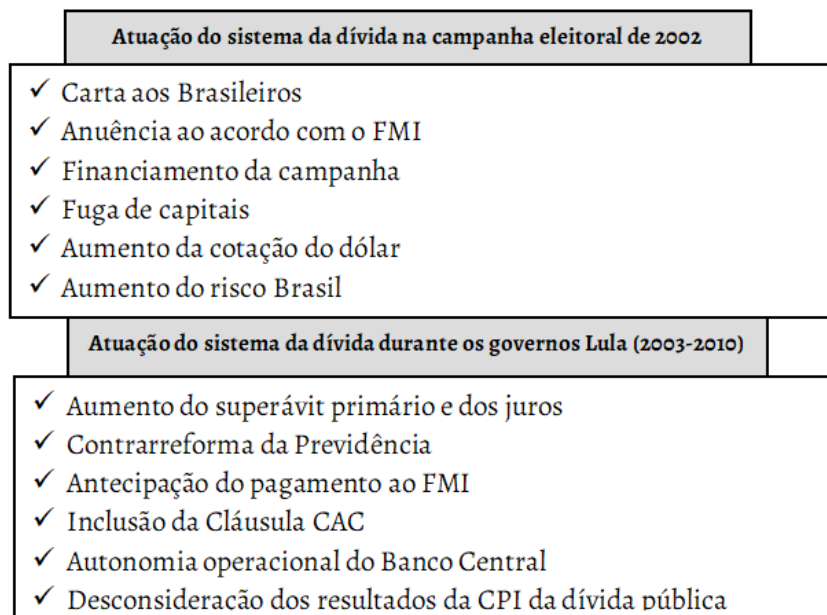 Atuação do sistema da dívida na campanha eleitoral de 2002
✓ Carta aos Brasileiros
✓ Anuência ao acordo com o FMI
✓ Financiamento da campanha
✓ Fuga de capitais
✓ Aumento da cotação do dólar
✓ Aumento do risco Brasil
Atuação do sistema da dívida durante os governos Lula (2003-2010)
✓ Aumento do superávit primário e dos juros
✓ Contrarreforma da Previdência
✓ Antecipação do pagamento ao FMI
✓ Inclusão da Cláusula CAC
✓ Autonomia operacional do Banco Central
✓ Desconsideração dos resultados da CPI da dívida pública